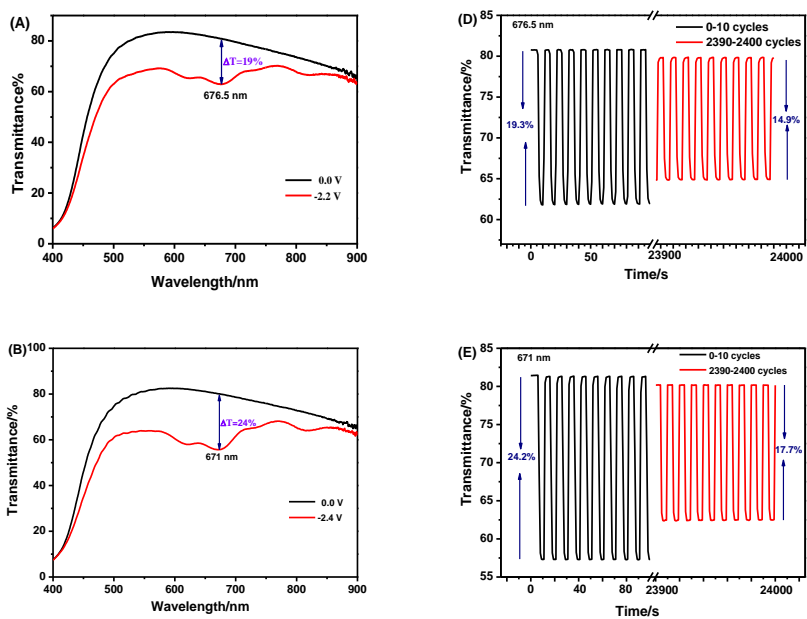 (A)
Transmittance%
80
60
40
20
0
ΔT=19%
676.5 nm
0.0 V
-2.2 V
400 500 600 700 800 900
Wavelength/nm
(D)
Transmittance/%
85
80
75
70
65
60
676.5 nm
0-10 cycles
2390-2400 cycles
19.3%
14.9%
0 50 23900 24000
Time/s
(B)
Transmittance/%
100
80
60
40
20
0
ΔT=24%
671 nm
0.0 V
-2.4 V
400 500 600 700 800 900
Wavelength/nm
(E)
Transmittance/%
85
80
75
70
65
60
55
671 nm
0-10 cycles
2390-2400 cycles
24.2%
17.7%
0 20 40 60 80 23900 24000
Time/s